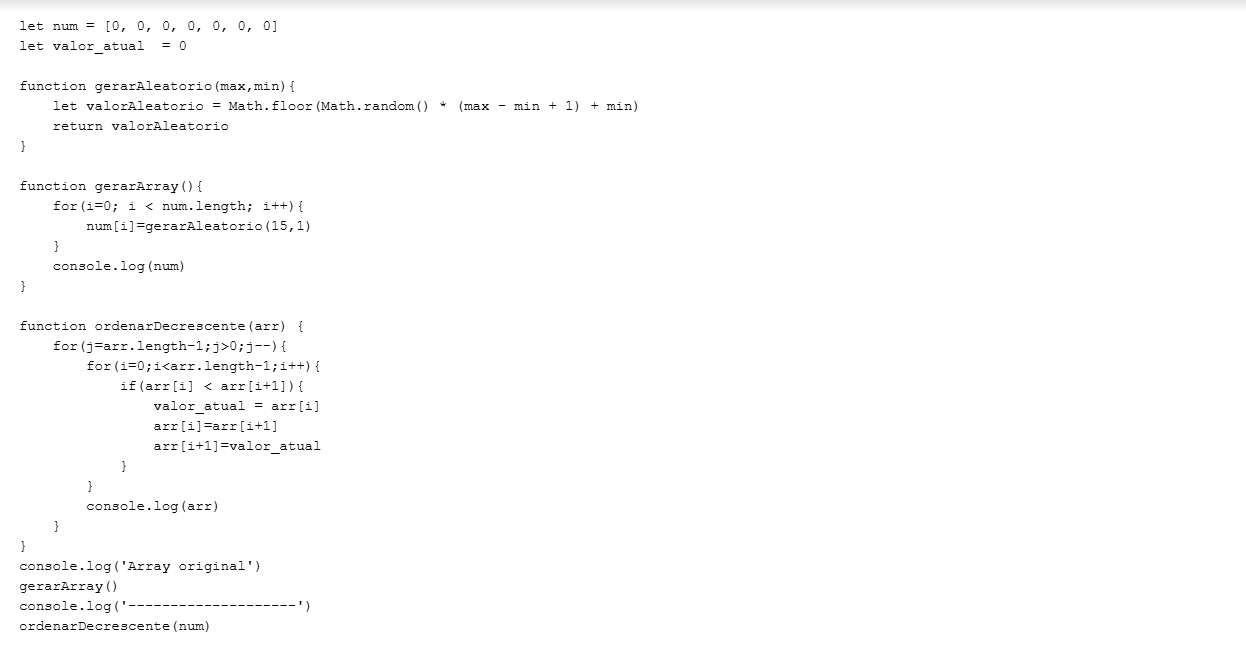 let num = [0, 0, 0, 0, 0, 0, 0]
let valor_atual  = 0

function gerarAleatorio(max,min){
    let valorAleatorio = Math.floor(Math.random() * (max - min + 1) + min)
    return valorAleatorio
}

function gerarArray(){
    for(i=0; i < num.length; i++){
        num[i]=gerarAleatorio(15,1)
    }
    console.log(num)
}

function ordenarDecrescente(arr) {
    for(j=arr.length-1;j>0;j--){
        for(i=0;i<arr.length-1;i++){
            if(arr[i] < arr[i+1]){
                valor_atual = arr[i]
                arr[i]=arr[i+1]
                arr[i+1]=valor_atual
            }
        }
        console.log(arr)
    }
}
console.log('Array original')
gerarArray()
console.log('--------------------')
ordenarDecrescente(num)